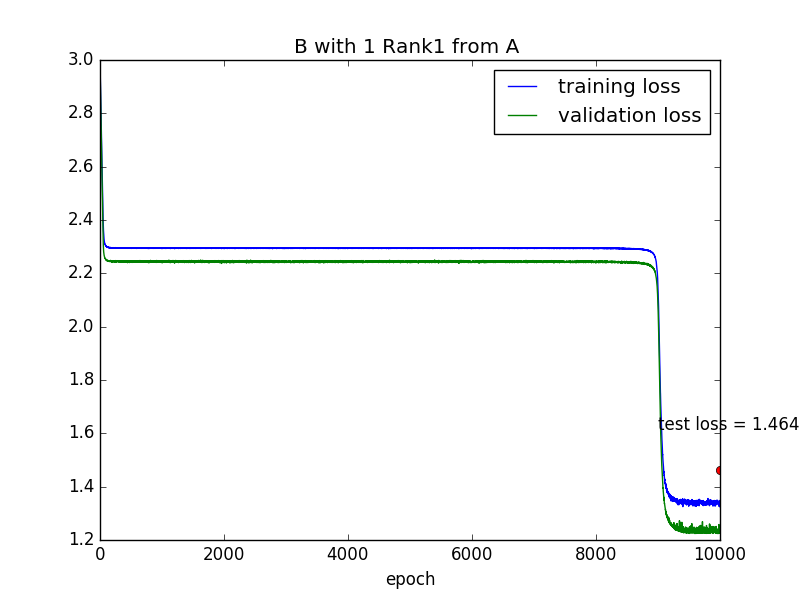 B with 1 Rank1 from A
3.0
training loss
validation loss
2.8
2.6
2.4
2.2
2.0
1.8
1.6
test loss = 1.464
1.4
1.2
0 2000 4000 6000 8000 10000
epoch